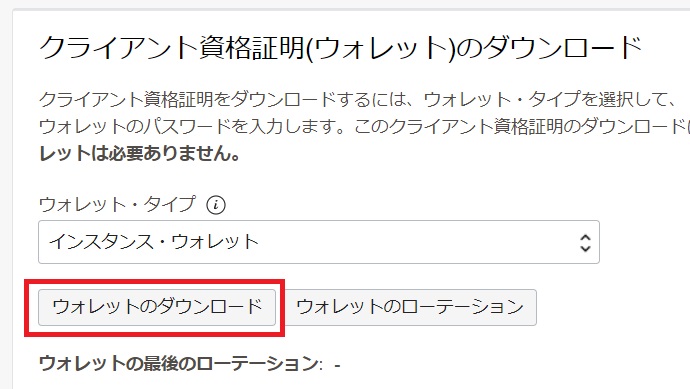 クライアント資格証明(ウォレット)のダウンロード
クライアント資格証明をダウンロードするには、ウォレット・タイプを選択して、
ウォレットのパスワードを入力します。このクライアント資格証明のダウンロードに
レットは必要ありません。
ウォレット・タイプ
インスタンス・ウォレット
ウォレットのダウンロード ウォレットのローテーション
ウォレットの最後のローテーション: -